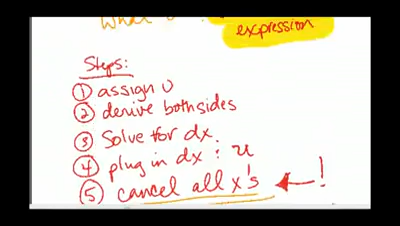 What
expression
Steps:
① assign U
② derive both sides
③ Solve for dx
④ plug in dx : u
⑤ cancel all x's ← !